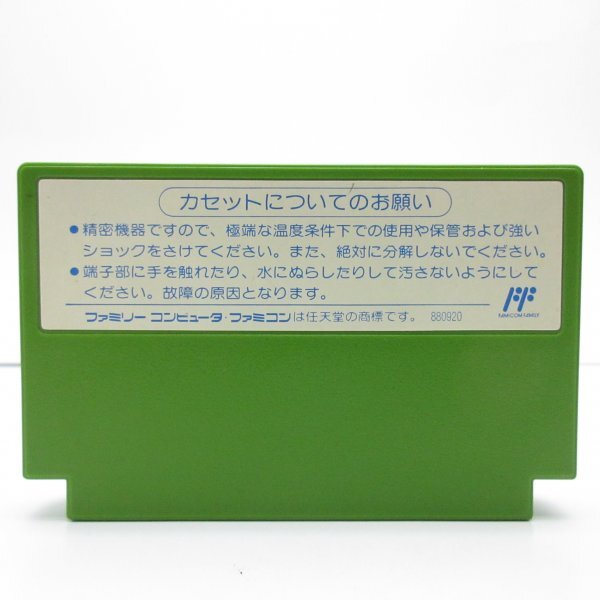 カセットについてのお願い
●精密機器ですので、極端な温度条件下での使用や保管および強い
ショックをさけてください。また、絶対に分解しないでください。
●端子部に手を触れたり、水にぬらしたりして汚さないようにして
ください。故障の原因となります。
FAMICOM FAMILY
ファミリーコンピュータ・ファミコンは任天堂の商標です。 880920